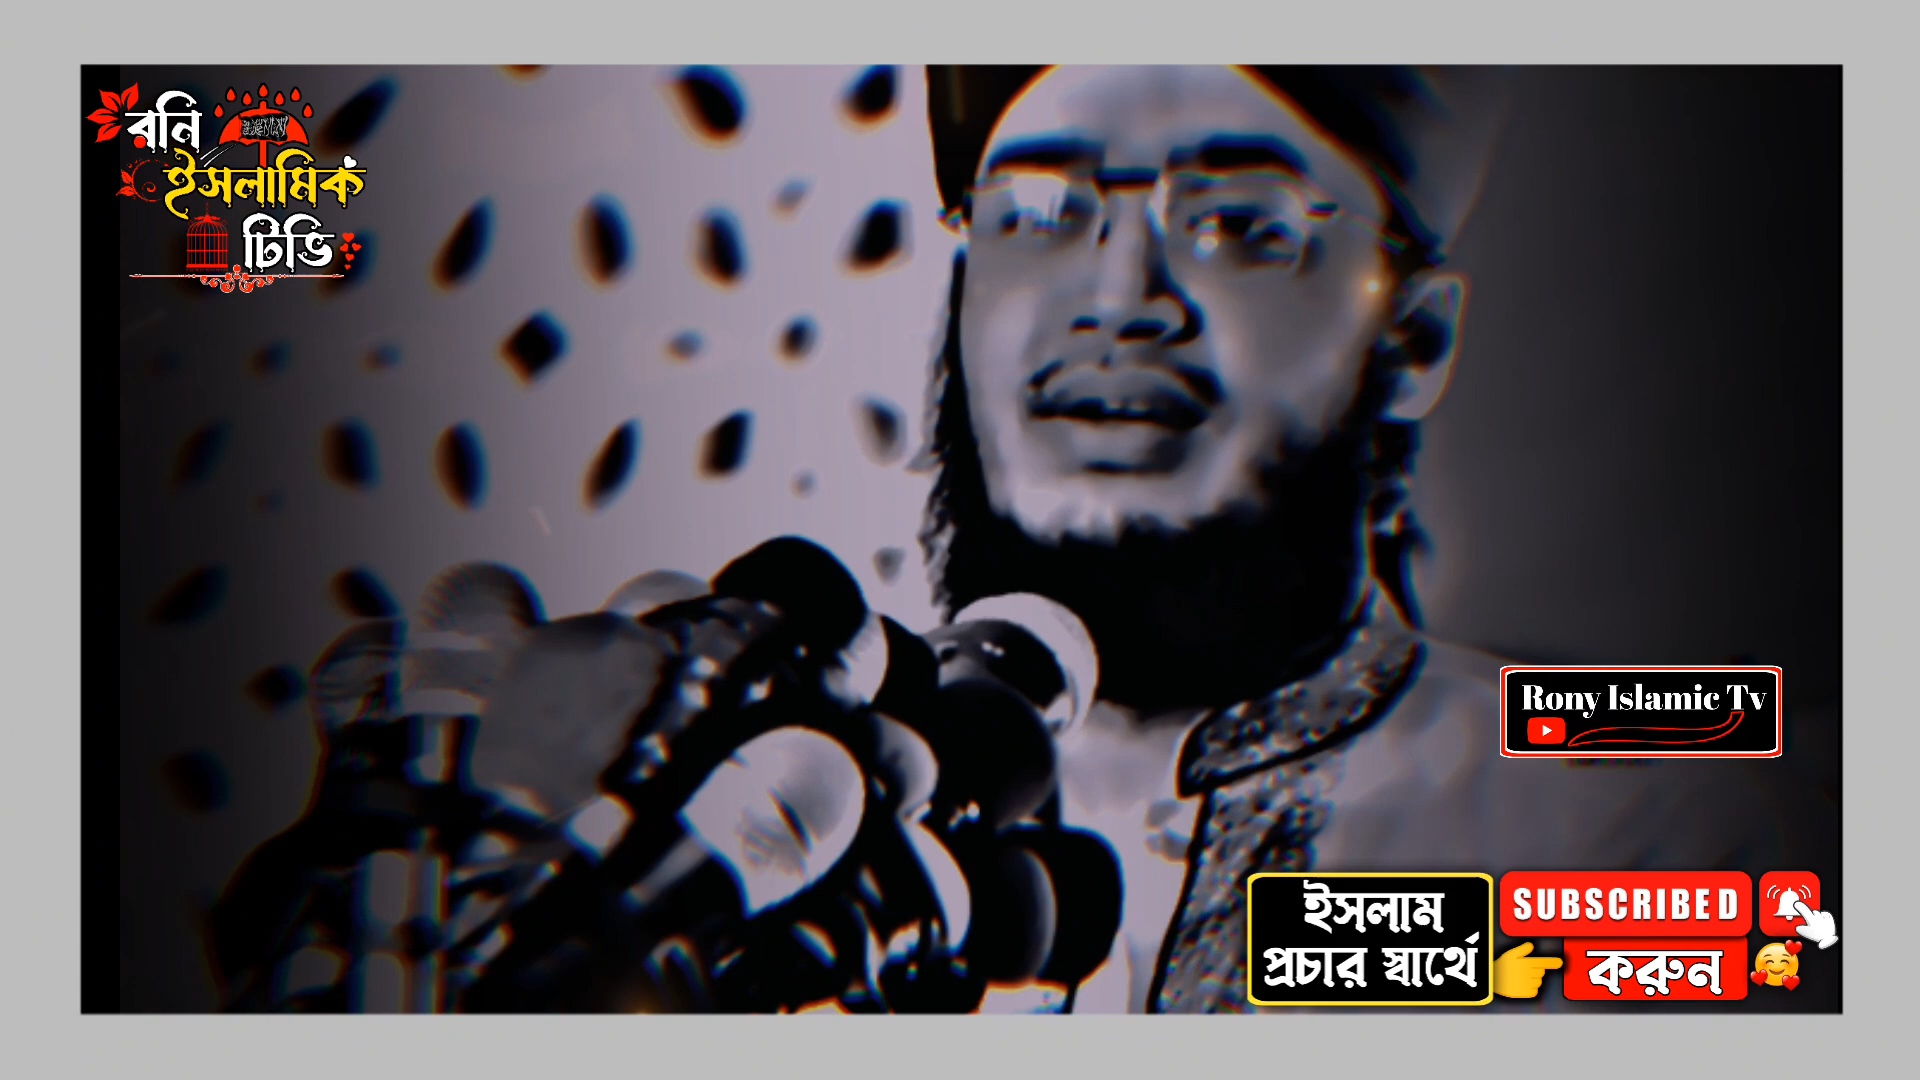 রনি
ইসলামিক
টিভি
Rony Islamic Tv
ইসলাম
প্রচার স্বার্থে
SUBSCRIBED
করুন